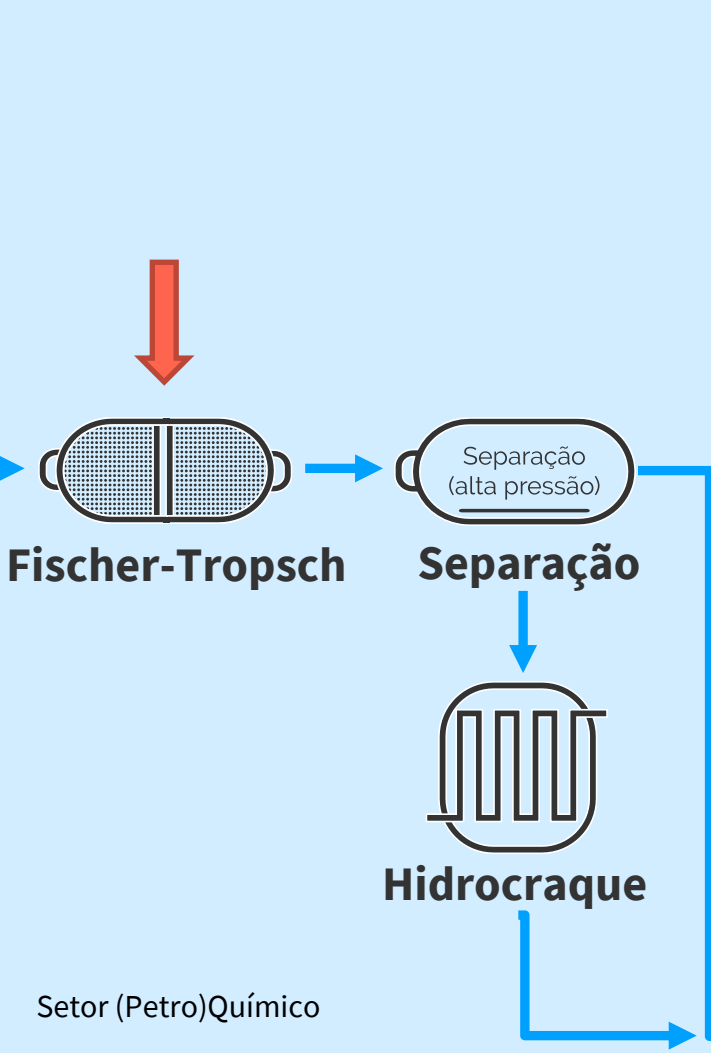 Separação
(alta pressão)
Fischer-Tropsch
Separação
Hidrocraque
Setor (Petro)Químico